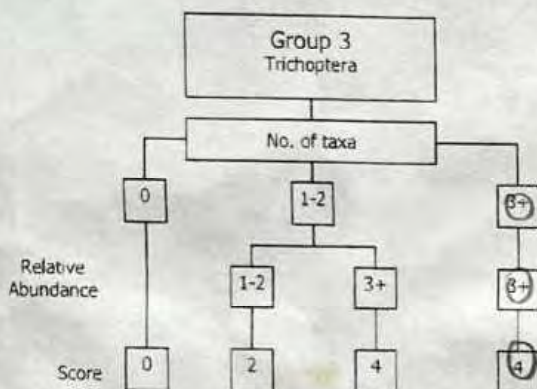 Group 3
Trichoptera
No. of taxa
0 1-2 3+
Relative
Abundance
1-2 3+ 3+
Score 0 2 4 4